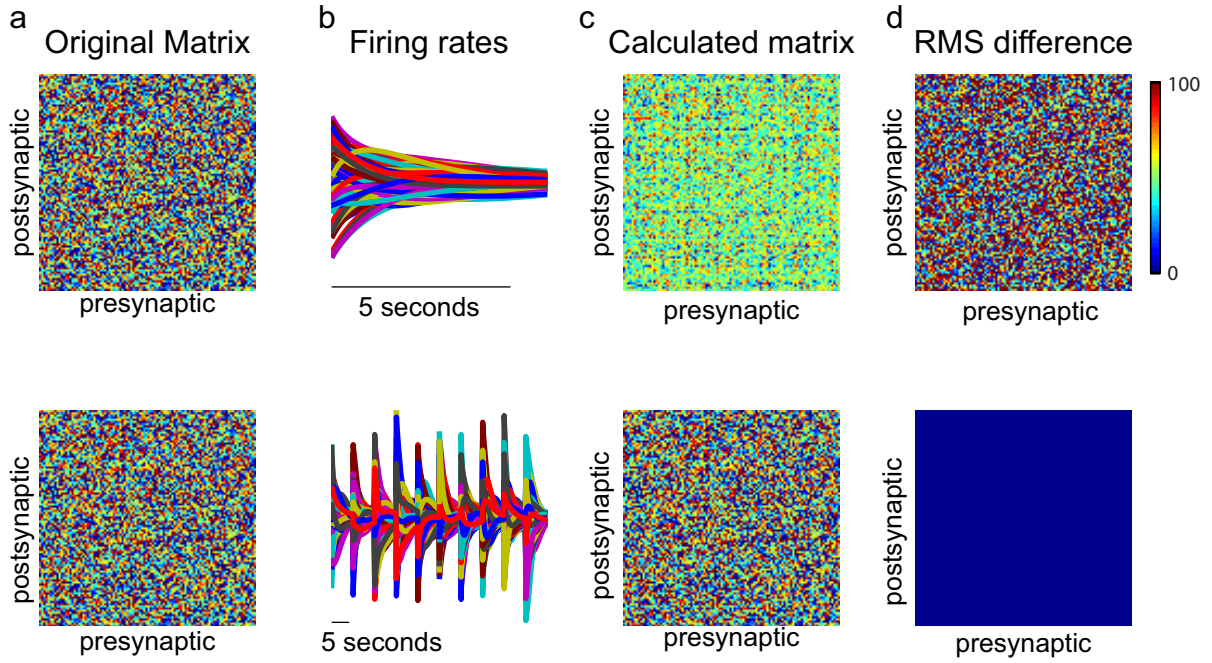 a
Original Matrix
postsynaptic
presynaptic
b
Firing rates
5 seconds
c
Calculated matrix
postsynaptic
presynaptic
d
RMS difference
postsynaptic
presynaptic
100
0
postsynaptic
presynaptic
5 seconds
postsynaptic
presynaptic
postsynaptic
presynaptic